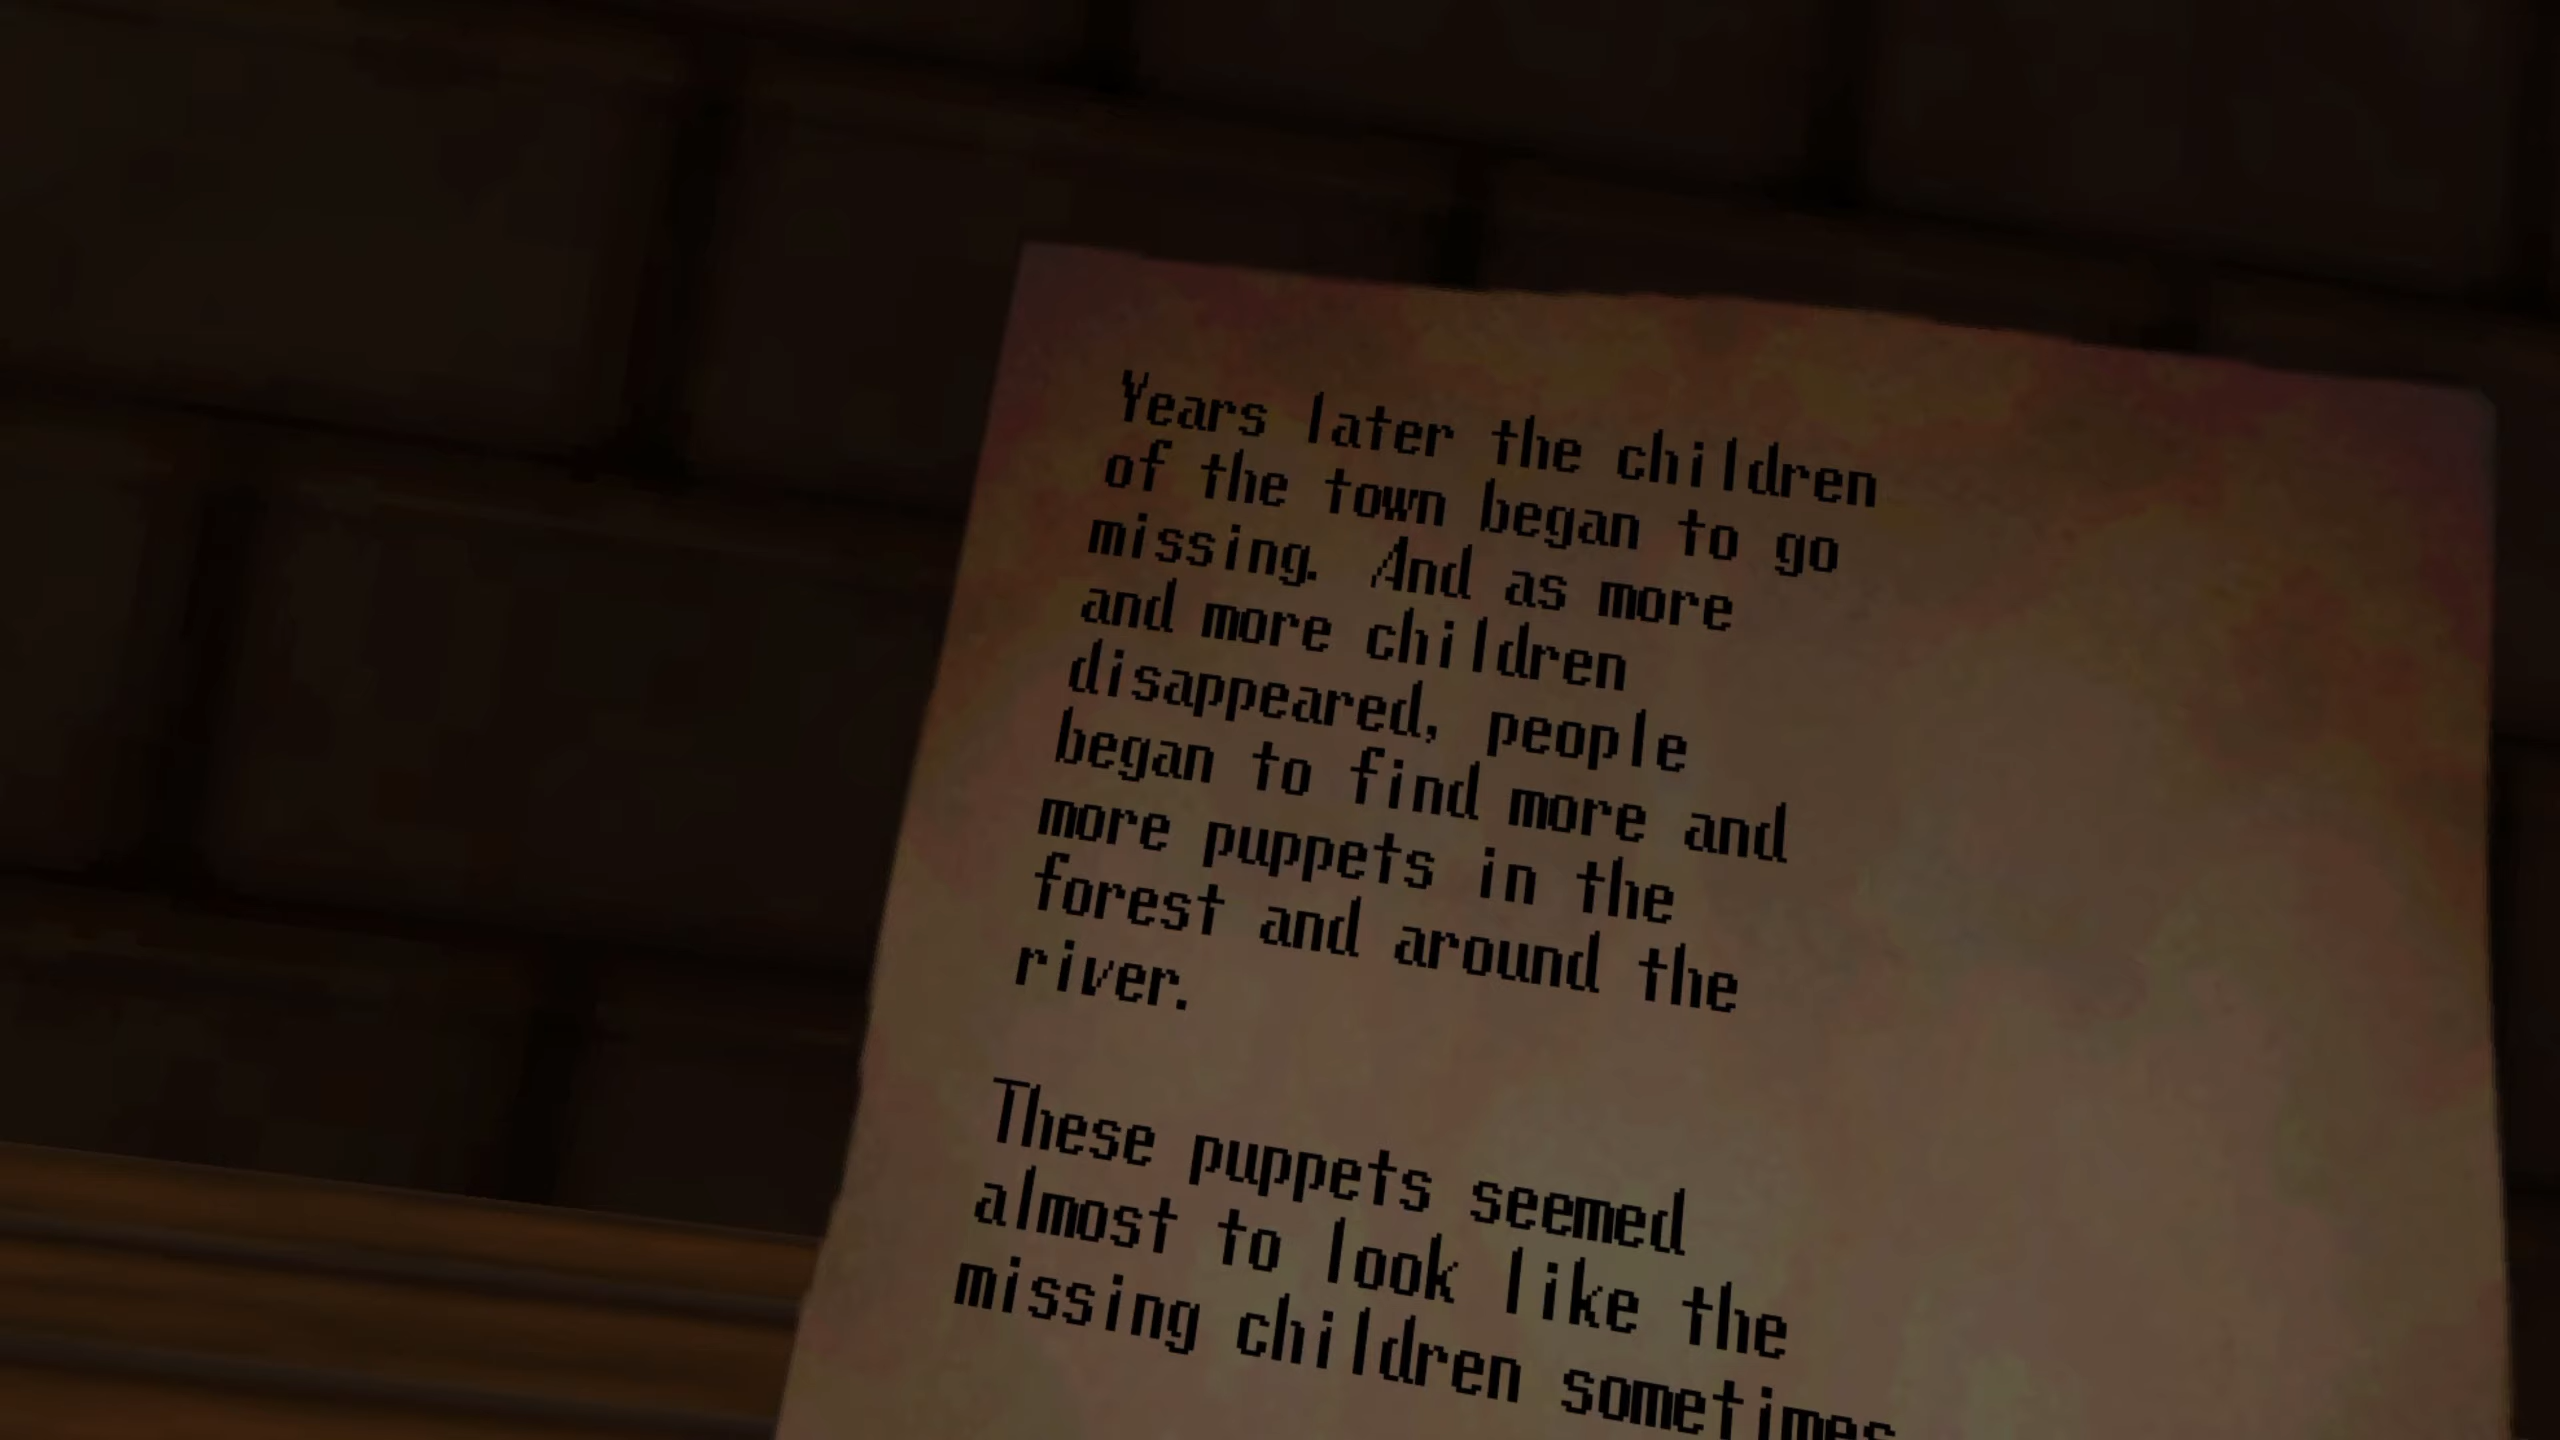 Years later the children
of the town began to go
missing. And as more
and more children
disappeared, people
began to find more and
more puppets in the
forest and around the
river.
These puppets seemed
almost to look like the
missing children sometimes